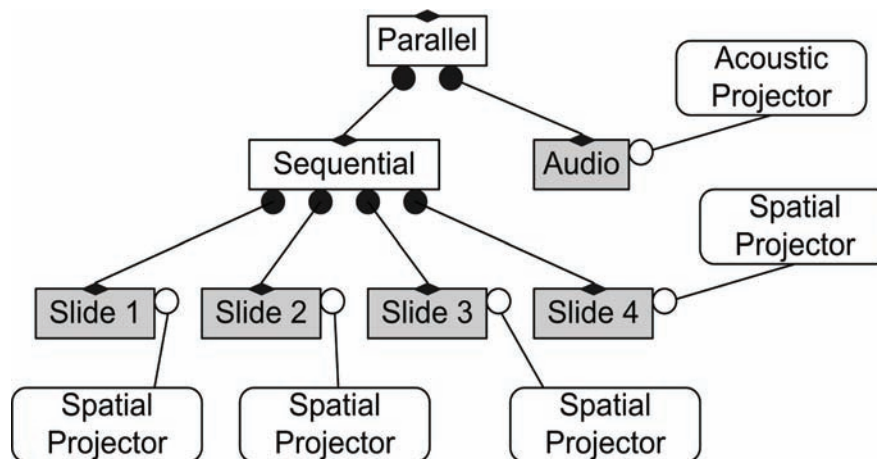 Parallel
Acoustic
Projector
Sequential
Audio
Spatial
Projector
Slide 1
Slide 2
Slide 3
Slide 4
Spatial
Projector
Spatial
Projector
Spatial
Projector